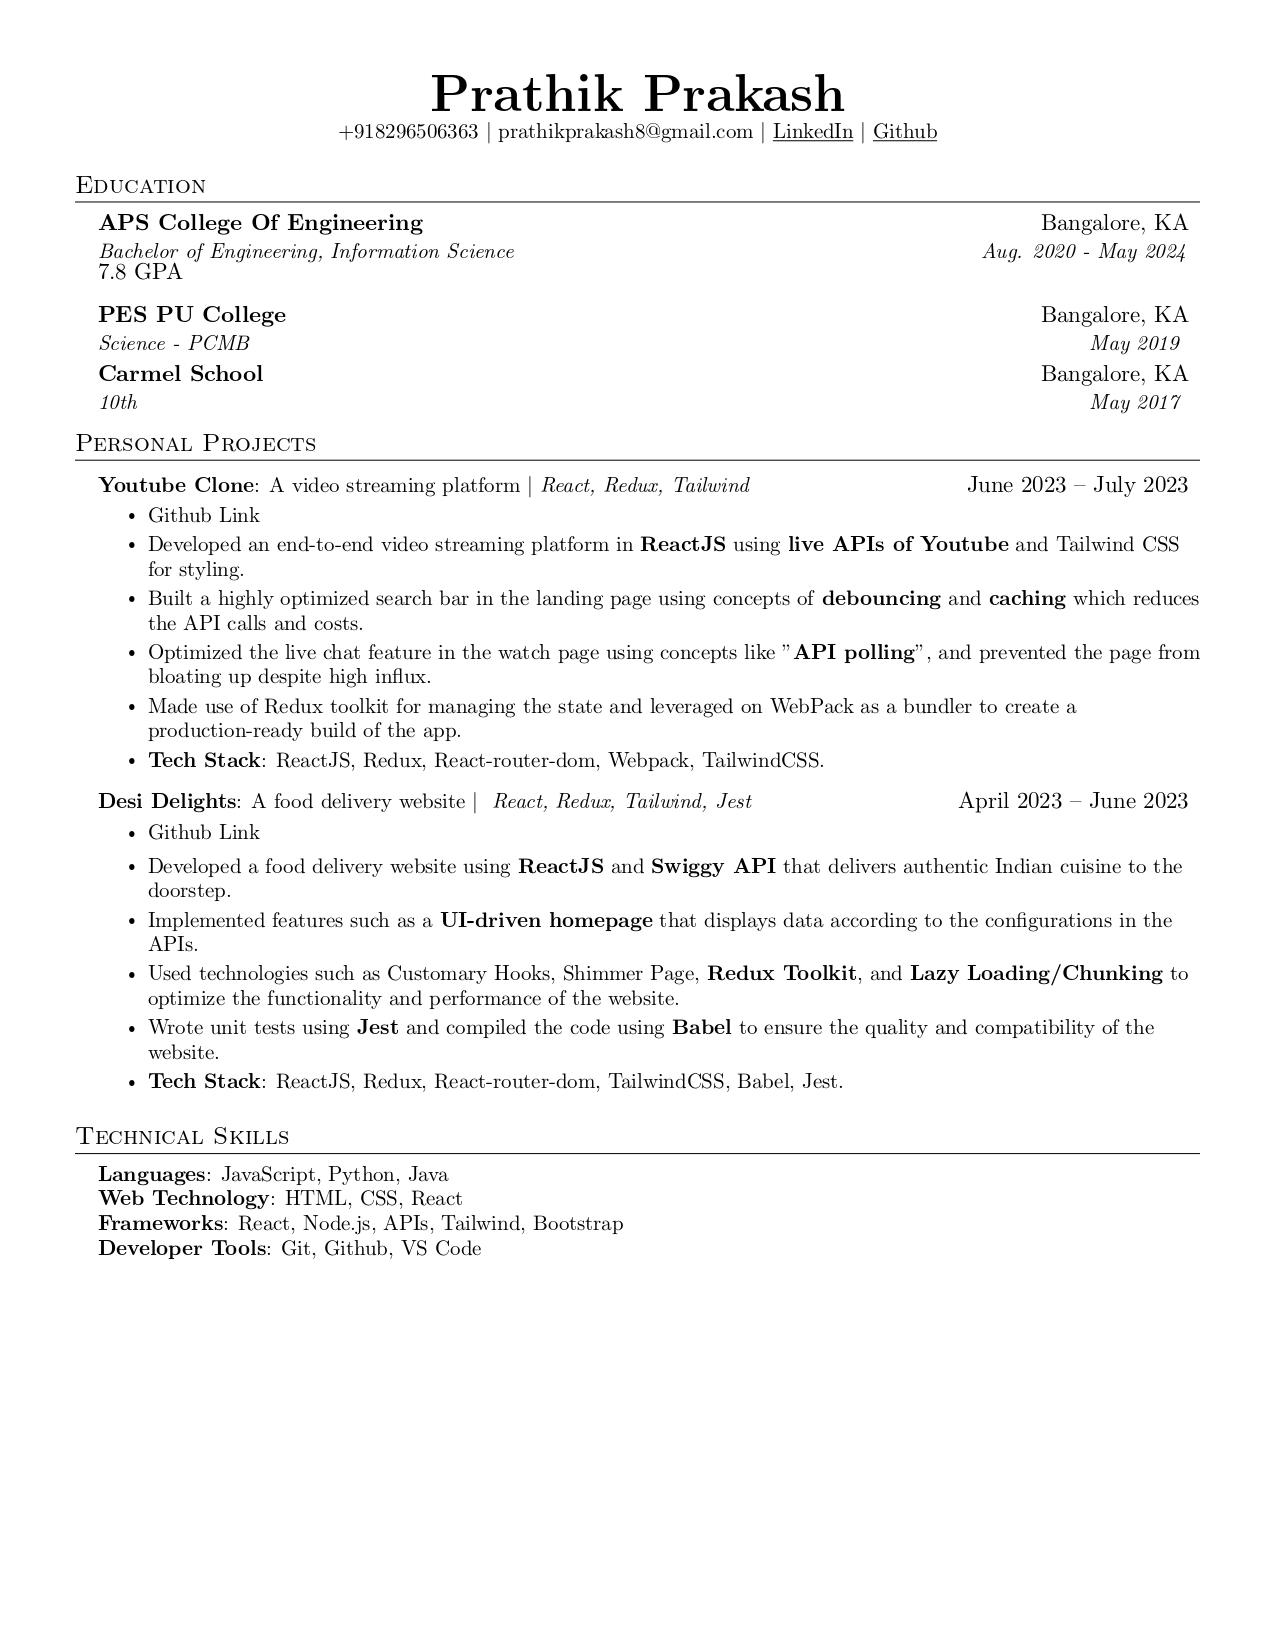 Prathik Prakash
+918296506363 | prathikprakash8@gmail.com | LinkedIn | Github
Education
APS College Of Engineering Bangalore, KA
Bachelor of Engineering, Information Science Aug. 2020 - May 2024
7.8 GPA
PES PU College Bangalore, KA
Science - PCMB May 2019
Carmel School Bangalore, KA
10th May 2017
Personal Projects
Youtube Clone: A video streaming platform | React, Redux, Tailwind June 2023 – July 2023
• Github Link
• Developed an end-to-end video streaming platform in ReactJS using live APIs of Youtube and Tailwind CSS
for styling.
• Built a highly optimized search bar in the landing page using concepts of debouncing and caching which reduces
the API calls and costs.
• Optimized the live chat feature in the watch page using concepts like ”API polling”, and prevented the page from
bloating up despite high influx.
• Made use of Redux toolkit for managing the state and leveraged on WebPack as a bundler to create a
production-ready build of the app.
• Tech Stack: ReactJS, Redux, React-router-dom, Webpack, TailwindCSS.
Desi Delights: A food delivery website | React, Redux, Tailwind, Jest April 2023 – June 2023
• Github Link
• Developed a food delivery website using ReactJS and Swiggy API that delivers authentic Indian cuisine to the
doorstep.
• Implemented features such as a UI-driven homepage that displays data according to the configurations in the
APIs.
• Used technologies such as Customary Hooks, Shimmer Page, Redux Toolkit, and Lazy Loading/Chunking to
optimize the functionality and performance of the website.
• Wrote unit tests using Jest and compiled the code using Babel to ensure the quality and compatibility of the
website.
• Tech Stack: ReactJS, Redux, React-router-dom, TailwindCSS, Babel, Jest.
Technical Skills
Languages: JavaScript, Python, Java
Web Technology: HTML, CSS, React
Frameworks: React, Node.js, APIs, Tailwind, Bootstrap
Developer Tools: Git, Github, VS Code